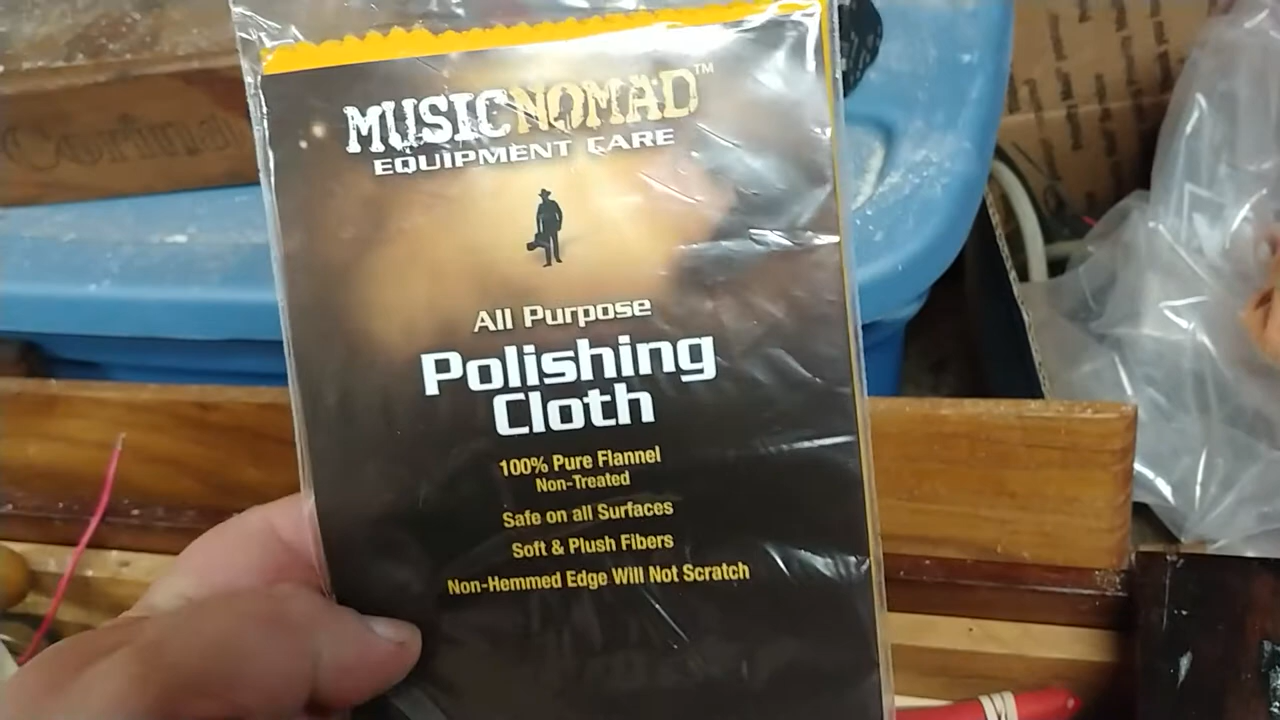 MUSICNOMAD™
EQUIPMENT CARE
All Purpose
Polishing
Cloth
100% Pure Flannel
Non-Treated
Safe on all Surfaces
Soft & Plush Fibers
Non-Hemmed Edge Will Not Scratch